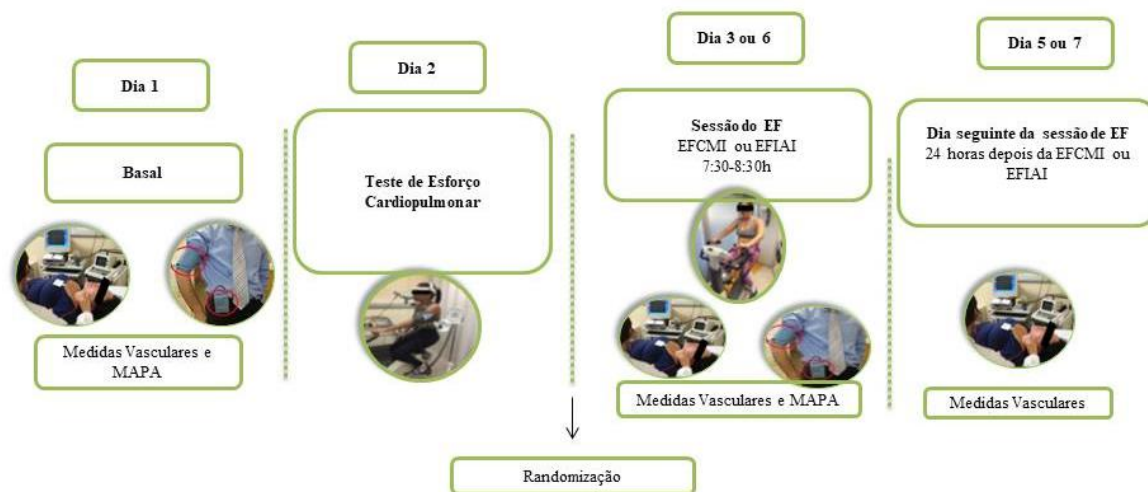 Dia 1
Basal
Medidas Vasculares e
MAPA
Dia 2
Teste de Esforço
Cardiopulmonar
Dia 3 ou 6
Sessão do EF
EFCMI ou EFIAI
7:30-8:30h
Medidas Vasculares e MAPA
Dia 5 ou 7
Dia seguinte da sessão de EF
24 horas depois da EFCMI ou
EFIAI
Medidas Vasculares
Randomização